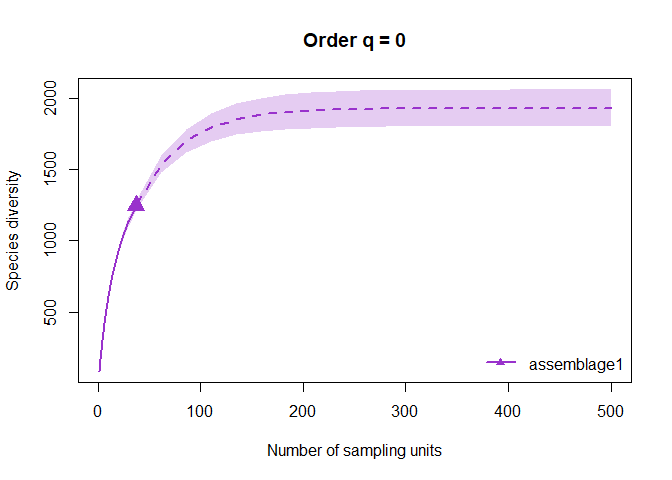 Order q = 0
Species diversity
2000
1500
1000
500
assemblage1
0 100 200 300 400 500
Number of sampling units